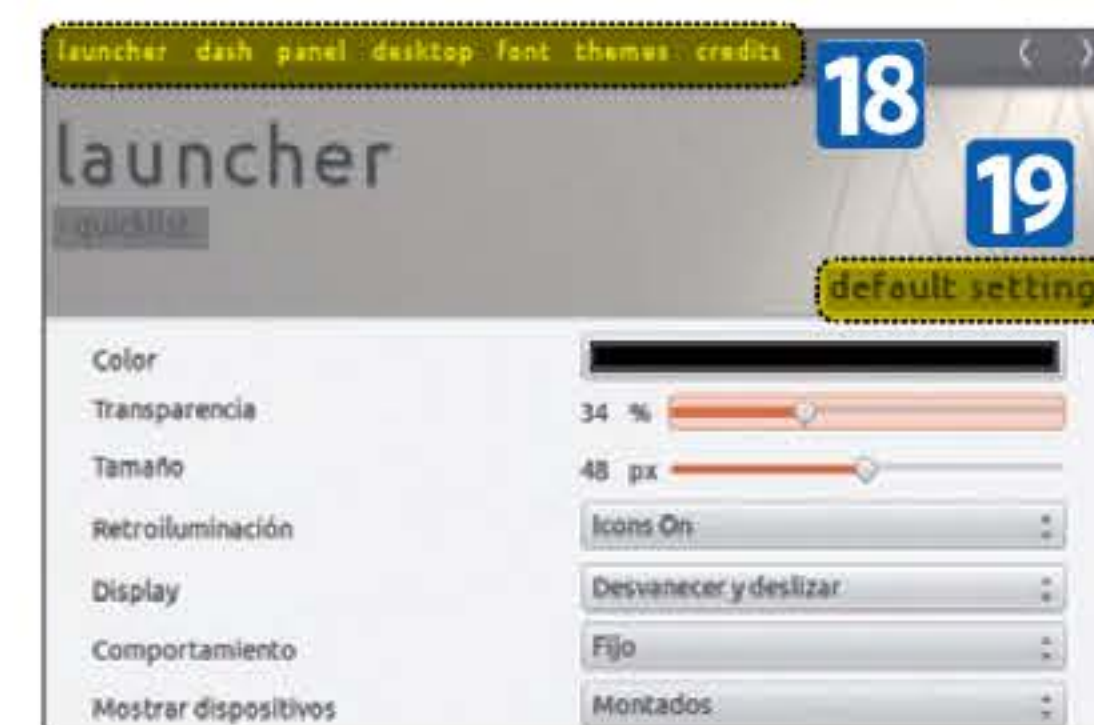 launcher dash panel desktop font themes credits
18
launcher
quicklist
19
default setting
Color
Transparencia 34 %
Tamaño 48 px
Retroiluminación Icons On
Display Desvanecer y deslizar
Comportamiento Fijo
Mostrar dispositivos Montados